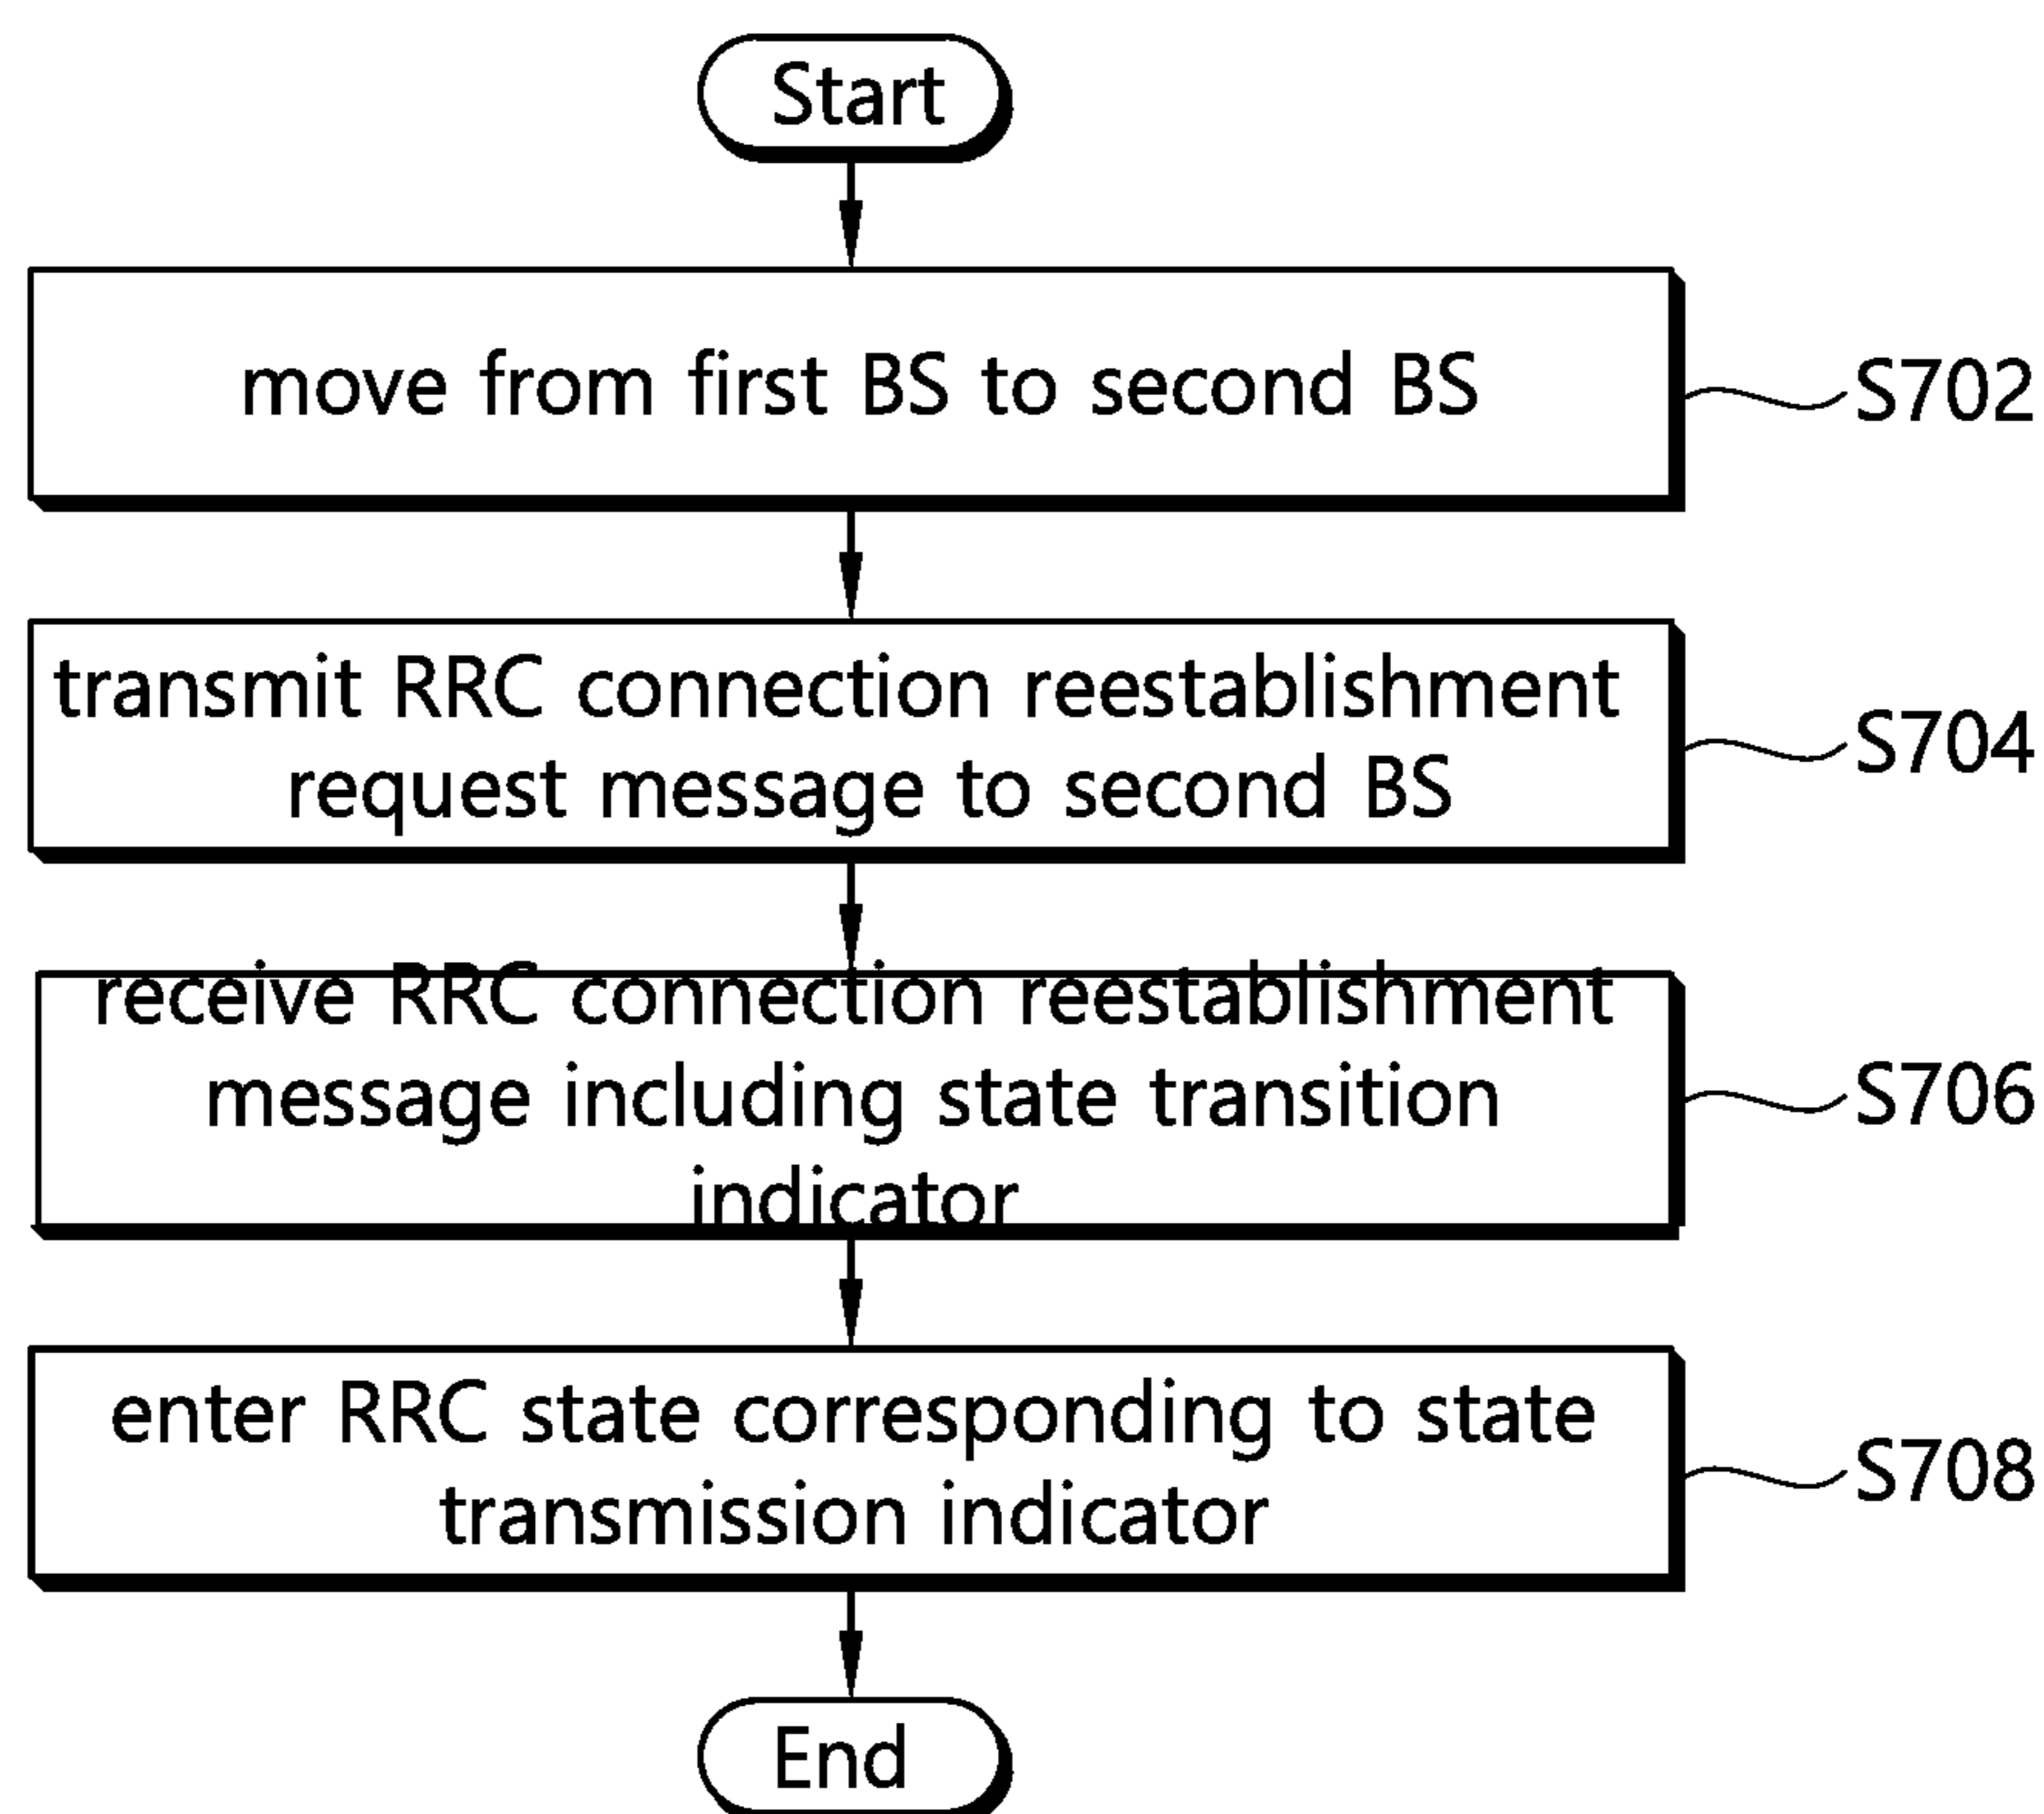 Start
move from first BS to second BS
S702
transmit RRC connection reestablishment
request message to second BS
S704
receive RRC connection reestablishment
message including state transition
indicator
S706
enter RRC state corresponding to state
transmission indicator
S708
End